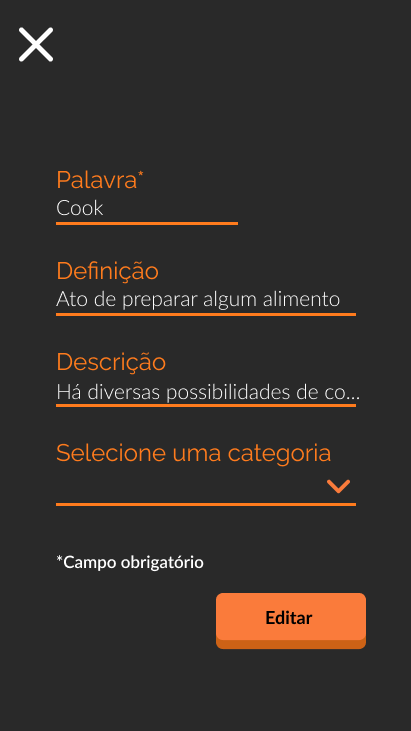 Palavra*
Cook
Definição
Ato de preparar algum alimento
Descrição
Há diversas possibilidades de co...
Selecione uma categoria
*Campo obrigatório
Editar